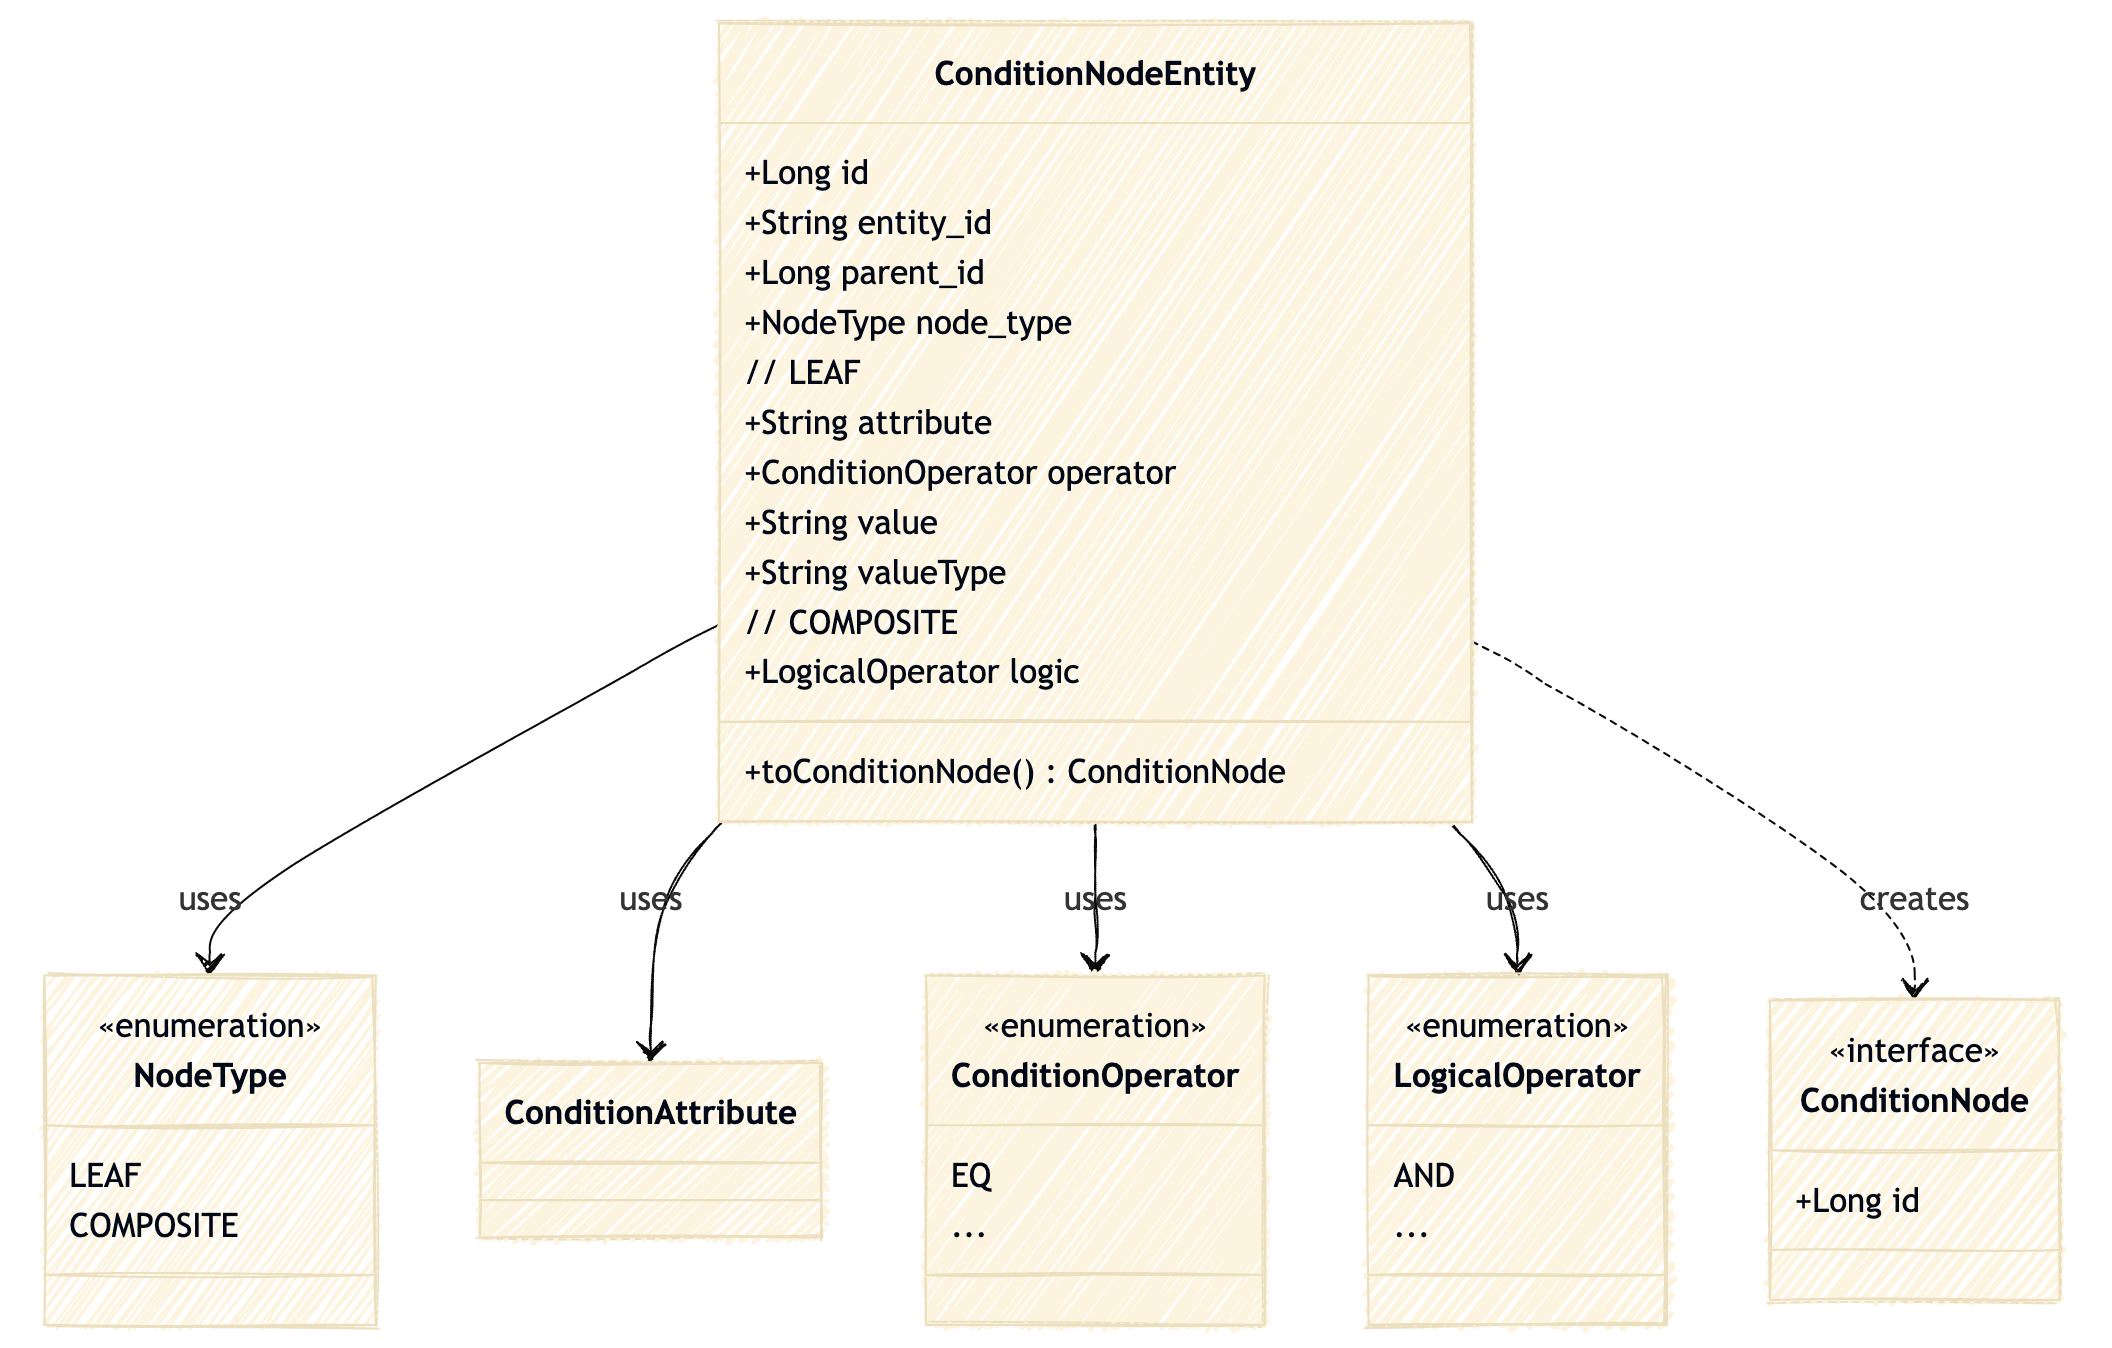 ConditionNodeEntity
+Long id
+String entity_id
+Long parent_id
+NodeType node_type
// LEAF
+String attribute
+ConditionOperator operator
+String value
+String valueType
// COMPOSITE
+LogicalOperator logic
+toConditionNode() : ConditionNode
uses
uses
uses
uses
creates
«enumeration»
NodeType
LEAF
COMPOSITE
ConditionAttribute
«enumeration»
ConditionOperator
EQ
...
«enumeration»
LogicalOperator
AND
...
«interface»
ConditionNode
+Long id